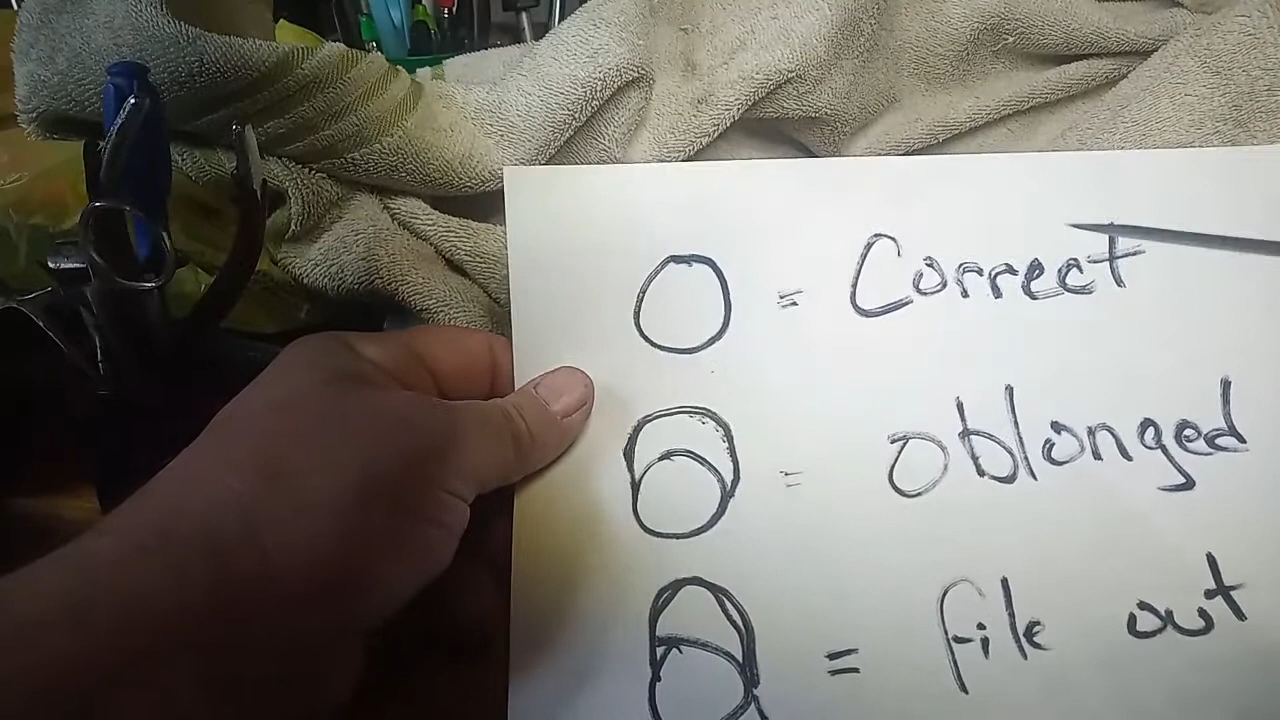 = Correct
= oblonged
= file out